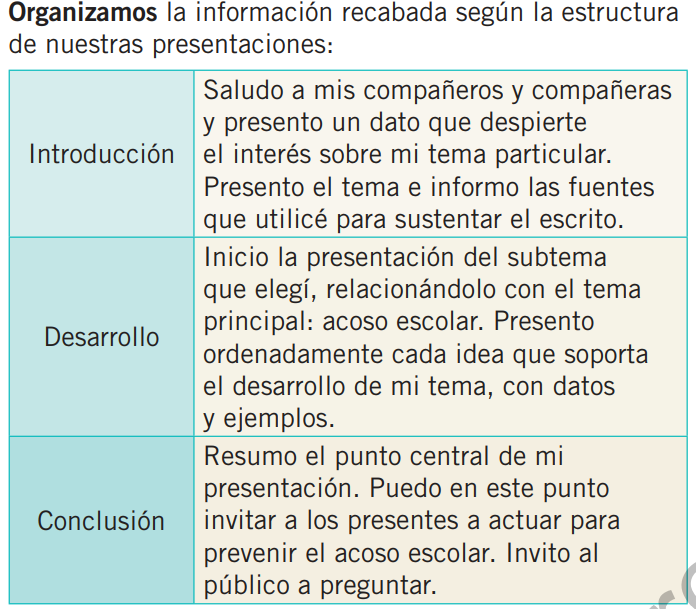 Organizamos la información recabada según la estructura
de nuestras presentaciones:
Introducción
Saludo a mis compañeros y compañeras
y presento un dato que despierte
el interés sobre mi tema particular.
Presento el tema e informo las fuentes
que utilicé para sustentar el escrito.
Desarrollo
Inicio la presentación del subtema
que elegí, relacionándolo con el tema
principal: acoso escolar. Presento
ordenadamente cada idea que soporta
el desarrollo de mi tema, con datos
y ejemplos.
Conclusión
Resumo el punto central de mi
presentación. Puedo en este punto
invitar a los presentes a actuar para
prevenir el acoso escolar. Invito al
público a preguntar.